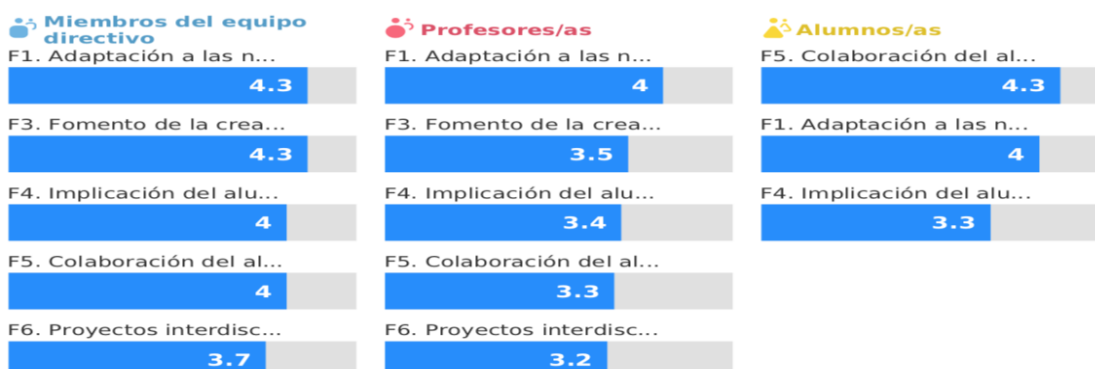 Miembros del equipo
directivo
F1. Adaptación a las n...
4.3
F3. Fomento de la crea...
4.3
F4. Implicación del alu...
4
F5. Colaboración del al...
4
F6. Proyectos interdisc...
3.7
Profesores/as
F1. Adaptación a las n...
4
F3. Fomento de la crea...
3.5
F4. Implicación del alu...
3.4
F5. Colaboración del al...
3.3
F6. Proyectos interdisc...
3.2
Alumnos/as
F5. Colaboración del al...
4.3
F1. Adaptación a las n...
4
F4. Implicación del alu...
3.3